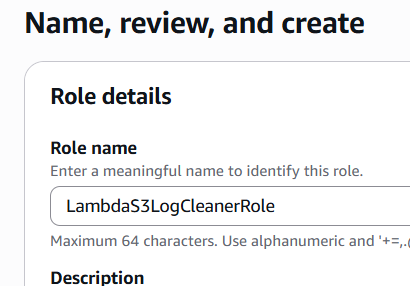 Name, review, and create
Role details
Role name
Enter a meaningful name to identify this role.
LambdaS3LogCleanerRole
Maximum 64 characters. Use alphanumeric and '+=,.
Description